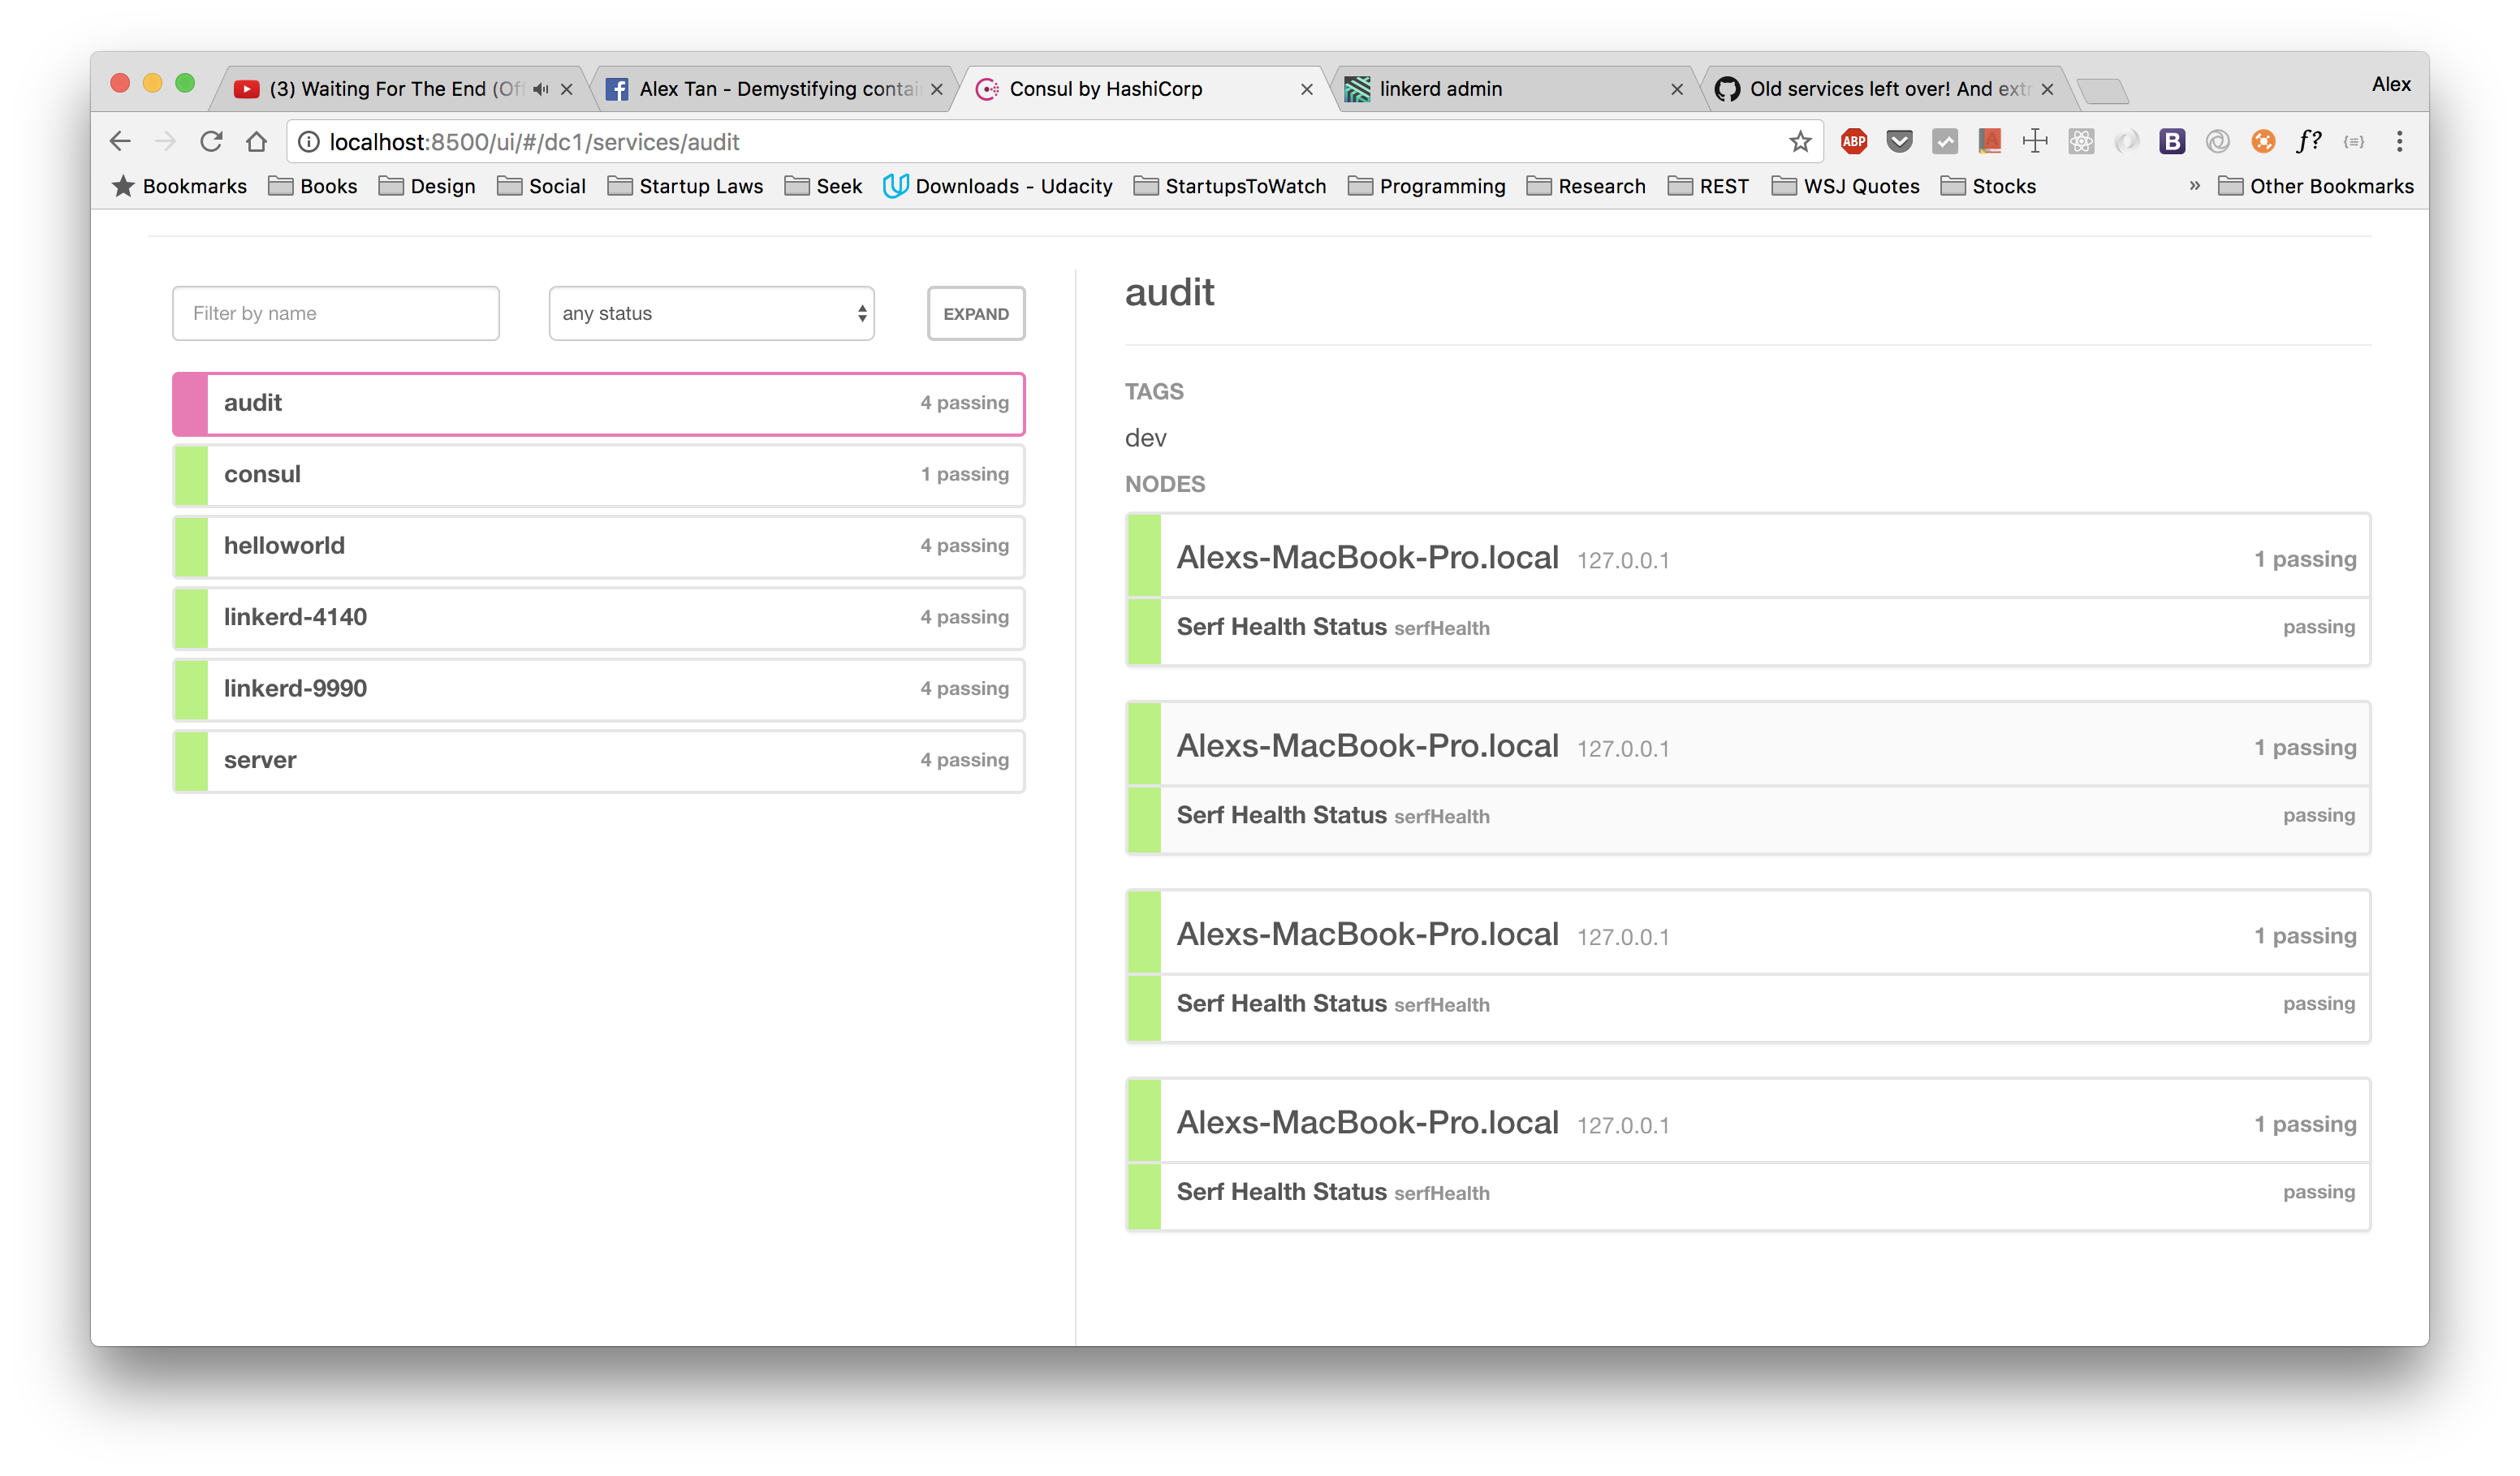 (3) Waiting For The End (Off
Alex Tan - Demystifying contai
Consul by HashiCorp
linkerd admin
Old services left over! And extr
Alex
localhost:8500/ui/#/dc1/services/audit
ABP
B
f?
Bookmarks
Books
Design
Social
Startup Laws
Seek
Downloads - Udacity
StartupsToWatch
Programming
Research
REST
WSJ Quotes
Stocks
»
Other Bookmarks
Filter by name
any status
EXPAND
audit 4 passing
consul 1 passing
helloworld 4 passing
linkerd-4140 4 passing
linkerd-9990 4 passing
server 4 passing
audit
TAGS
dev
NODES
Alexs-MacBook-Pro.local 127.0.0.1 1 passing
Serf Health Status serfHealth passing
Alexs-MacBook-Pro.local 127.0.0.1 1 passing
Serf Health Status serfHealth passing
Alexs-MacBook-Pro.local 127.0.0.1 1 passing
Serf Health Status serfHealth passing
Alexs-MacBook-Pro.local 127.0.0.1 1 passing
Serf Health Status serfHealth passing